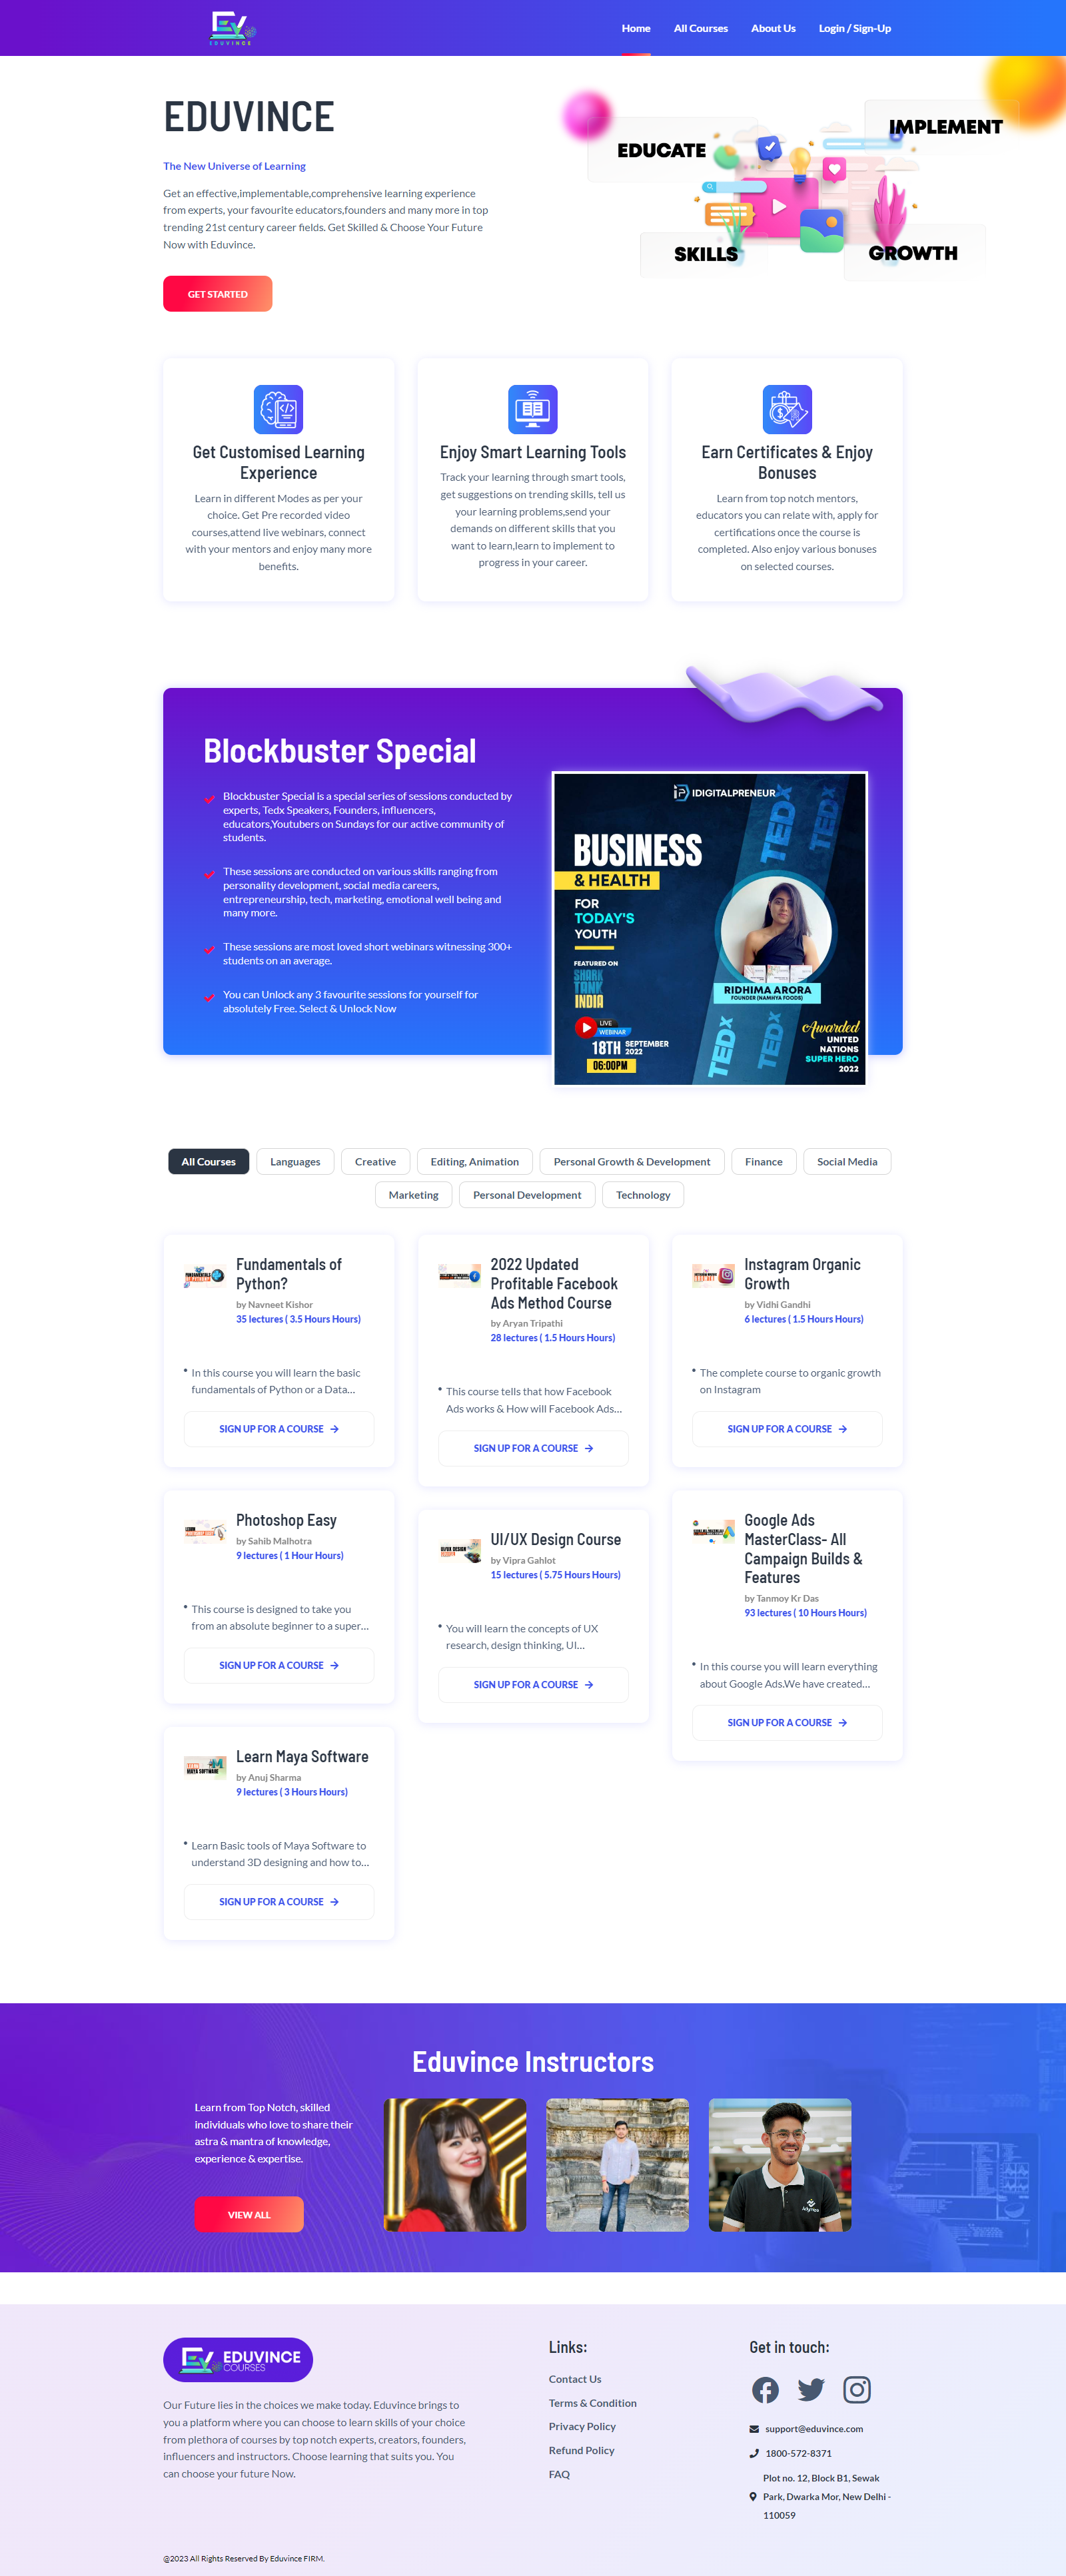 EDUVINCE
Home
All Courses
About Us
Login / Sign-Up
EDUVINCE
The New Universe of Learning
Get an effective,implementable,comprehensive learning experience
from experts, your favourite educators,founders and many more in top
trending 21st century career fields. Get Skilled & Choose Your Future
Now with Eduvince.
GET STARTED
EDUCATE
IMPLEMENT
SKILLS
GROWTH
Get Customised Learning
Experience
Learn in different Modes as per your
choice. Get Pre recorded video
courses,attend live webinars, connect
with your mentors and enjoy many more
benefits.
Enjoy Smart Learning Tools
Track your learning through smart tools,
get suggestions on trending skills, tell us
your learning problems,send your
demands on different skills that you
want to learn,learn to implement to
progress in your career.
Earn Certificates & Enjoy
Bonuses
Learn from top notch mentors,
educators you can relate with, apply for
certifications once the course is
completed. Also enjoy various bonuses
on selected courses.
Blockbuster Special
Blockbuster Special is a special series of sessions conducted by
experts, Tedx Speakers, Founders, influencers,
educators,Youtubers on Sundays for our active community of
students.
These sessions are conducted on various skills ranging from
personality development, social media careers,
entrepreneurship, tech, marketing, emotional well being and
many more.
These sessions are most loved short webinars witnessing 300+
students on an average.
You can Unlock any 3 favourite sessions for yourself for
absolutely Free. Select & Unlock Now
IDIGITALPRENEUR
BUSINESS
& HEALTH
FOR
TODAY'S
YOUTH
FEATURED ON
SHARK
TANK
INDIA
LIVE
WEBINAR
18TH SEPTEMBER
2022
06:00PM
TEDX
TEDX
RIDHIMA ARORA
FOUNDER (NAMHYA FOODS)
TEDX
TEDX
Awarded
UNITED
NATIONS
SUPER HERO
2022
All Courses
Languages
Creative
Editing, Animation
Personal Growth & Development
Finance
Social Media
Marketing
Personal Development
Technology
Fundamentals of
Python?
by Navneet Kishor
35 lectures ( 3.5 Hours Hours)
In this course you will learn the basic
fundamentals of Python or a Data...
SIGN UP FOR A COURSE
2022 Updated
Profitable Facebook
Ads Method Course
by Aryan Tripathi
28 lectures ( 1.5 Hours Hours)
This course tells that how Facebook
Ads works & How will Facebook Ads...
SIGN UP FOR A COURSE
Instagram Organic
Growth
by Vidhi Gandhi
6 lectures ( 1.5 Hours Hours)
The complete course to organic growth
on Instagram
SIGN UP FOR A COURSE
Photoshop Easy
by Sahib Malhotra
9 lectures ( 1 Hour Hours)
This course is designed to take you
from an absolute beginner to a super...
SIGN UP FOR A COURSE
UI/UX DESIGN
UI/UX Design Course
by Vipra Gahlot
15 lectures ( 5.75 Hours Hours)
You will learn the concepts of UX
research, design thinking, UI...
SIGN UP FOR A COURSE
Google Ads
MasterClass- All
Campaign Builds &
Features
by Tanmoy Kr Das
93 lectures ( 10 Hours Hours)
In this course you will learn everything
about Google Ads.We have created...
SIGN UP FOR A COURSE
LEARN
MAYA SOFTWARE
Learn Maya Software
by Anuj Sharma
9 lectures ( 3 Hours Hours)
Learn Basic tools of Maya Software to
understand 3D designing and how to...
SIGN UP FOR A COURSE
Eduvince Instructors
Learn from Top Notch, skilled
individuals who love to share their
astra & mantra of knowledge,
experience & expertise.
VIEW ALL
EDUVINCE
COURSES
Our Future lies in the choices we make today. Eduvince brings to
you a platform where you can choose to learn skills of your choice
from plethora of courses by top notch experts, creators, founders,
influencers and instructors. Choose learning that suits you. You
can choose your future Now.
Links:
Contact Us
Terms & Condition
Privacy Policy
Refund Policy
FAQ
Get in touch:
support@eduvince.com
1800-572-8371
Plot no. 12, Block B1, Sewak
Park, Dwarka Mor, New Delhi -
110059
@2023 All Rights Reserved By Eduvince FIRM.